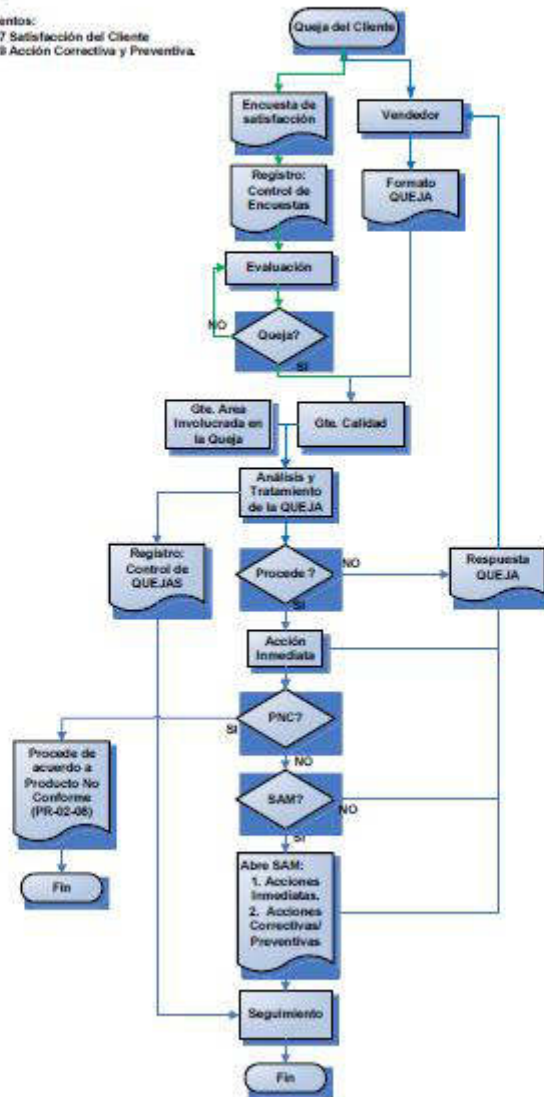 entos:
7 Satisfacción del Cliente
8 Acción Correctiva y Preventiva.
Queja del Cliente
Encuesta de
satisfacción
Vendedor
Registro:
Control de
Encuestas
Formato
QUEJA
Evaluación
NO
Queja?
SI
Gte. Area
Involucrada en
la Queja
Gte. Calidad
Análisis y
Tratamiento
de la QUEJA
Registro:
Control de
QUEJAS
Procede ?
NO
Respuesta
QUEJA
SI
Acción
Inmediata
PNC?
SI
NO
Procede de
acuerdo a
Producto No
Conforme
(PR-02-08)
SAM?
NO
SI
Fin
Abre SAM:
1. Acciones
Inmediatas.
2. Acciones
Correctivas/
Preventivas
Seguimiento
Fin